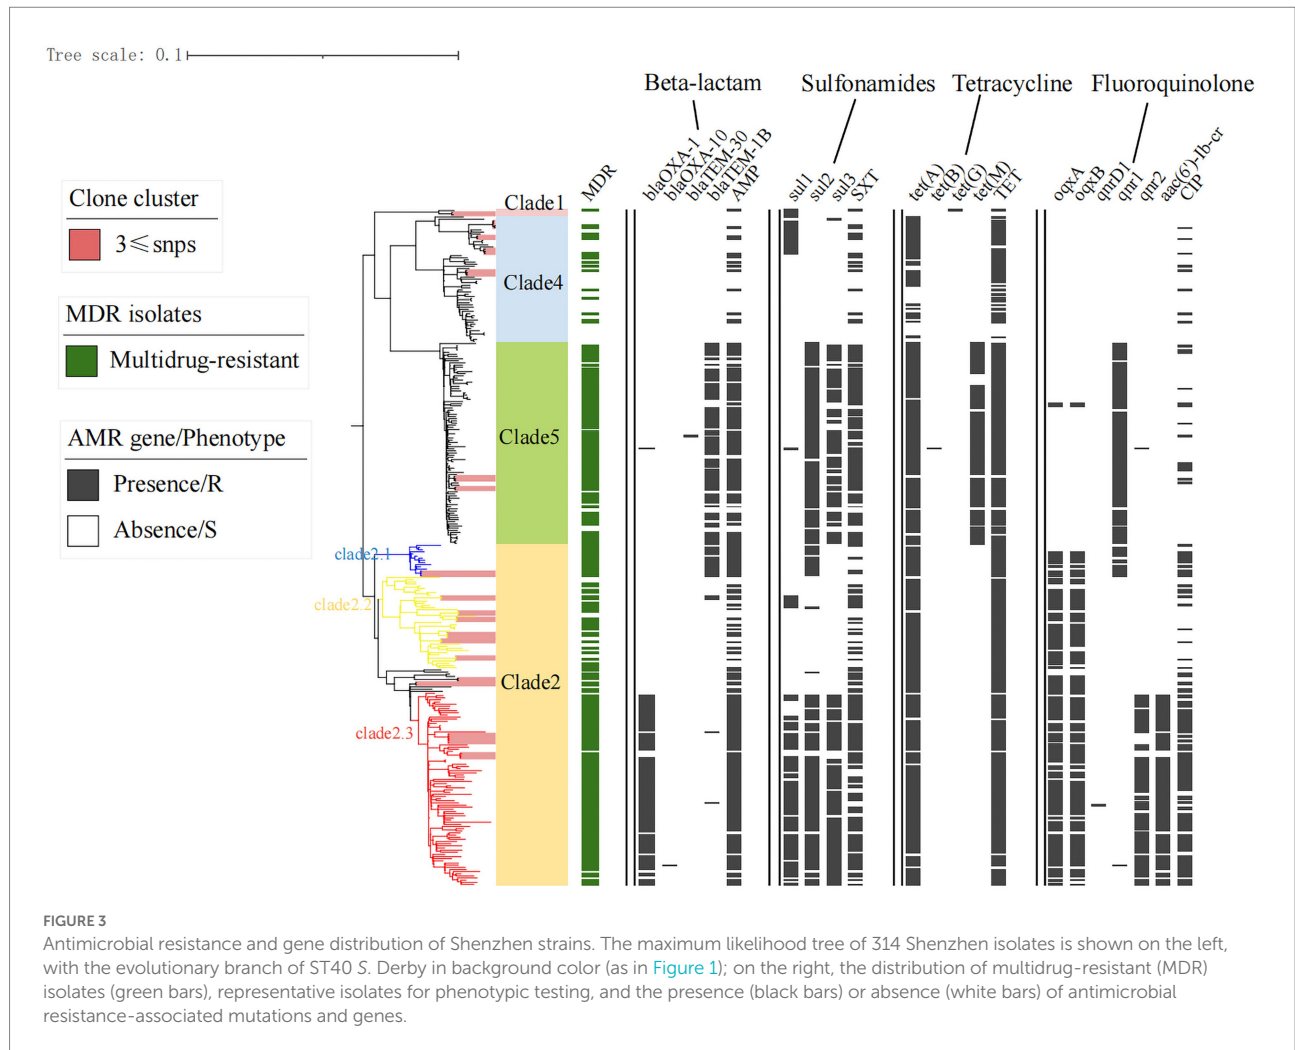 Tree scale: 0.1
Beta-lactam
Sulfonamides
Tetracycline
Fluoroquinolone
MDR
blaOXA-1
blaOXA-10
blaTEM-30
blaTEM-1B
AMP
sul1
sul2
sul3
SXT
tet(A)
tet(B)
tet(G)
tet(M)
TET
oqxA
oqxB
qnrD1
qnr1
qnr2
aac(6')-Ib-cr
CIP
Clone cluster
3≤snps
MDR isolates
Multidrug-resistant
AMR gene/Phenotype
Presence/R
Absence/S
Clade1
Clade4
Clade5
clade2.1
clade2.2
Clade2
clade2.3
FIGURE 3
Antimicrobial resistance and gene distribution of Shenzhen strains. The maximum likelihood tree of 314 Shenzhen isolates is shown on the left,
with the evolutionary branch of ST40 S. Derby in background color (as in Figure 1); on the right, the distribution of multidrug-resistant (MDR)
isolates (green bars), representative isolates for phenotypic testing, and the presence (black bars) or absence (white bars) of antimicrobial
resistance-associated mutations and genes.